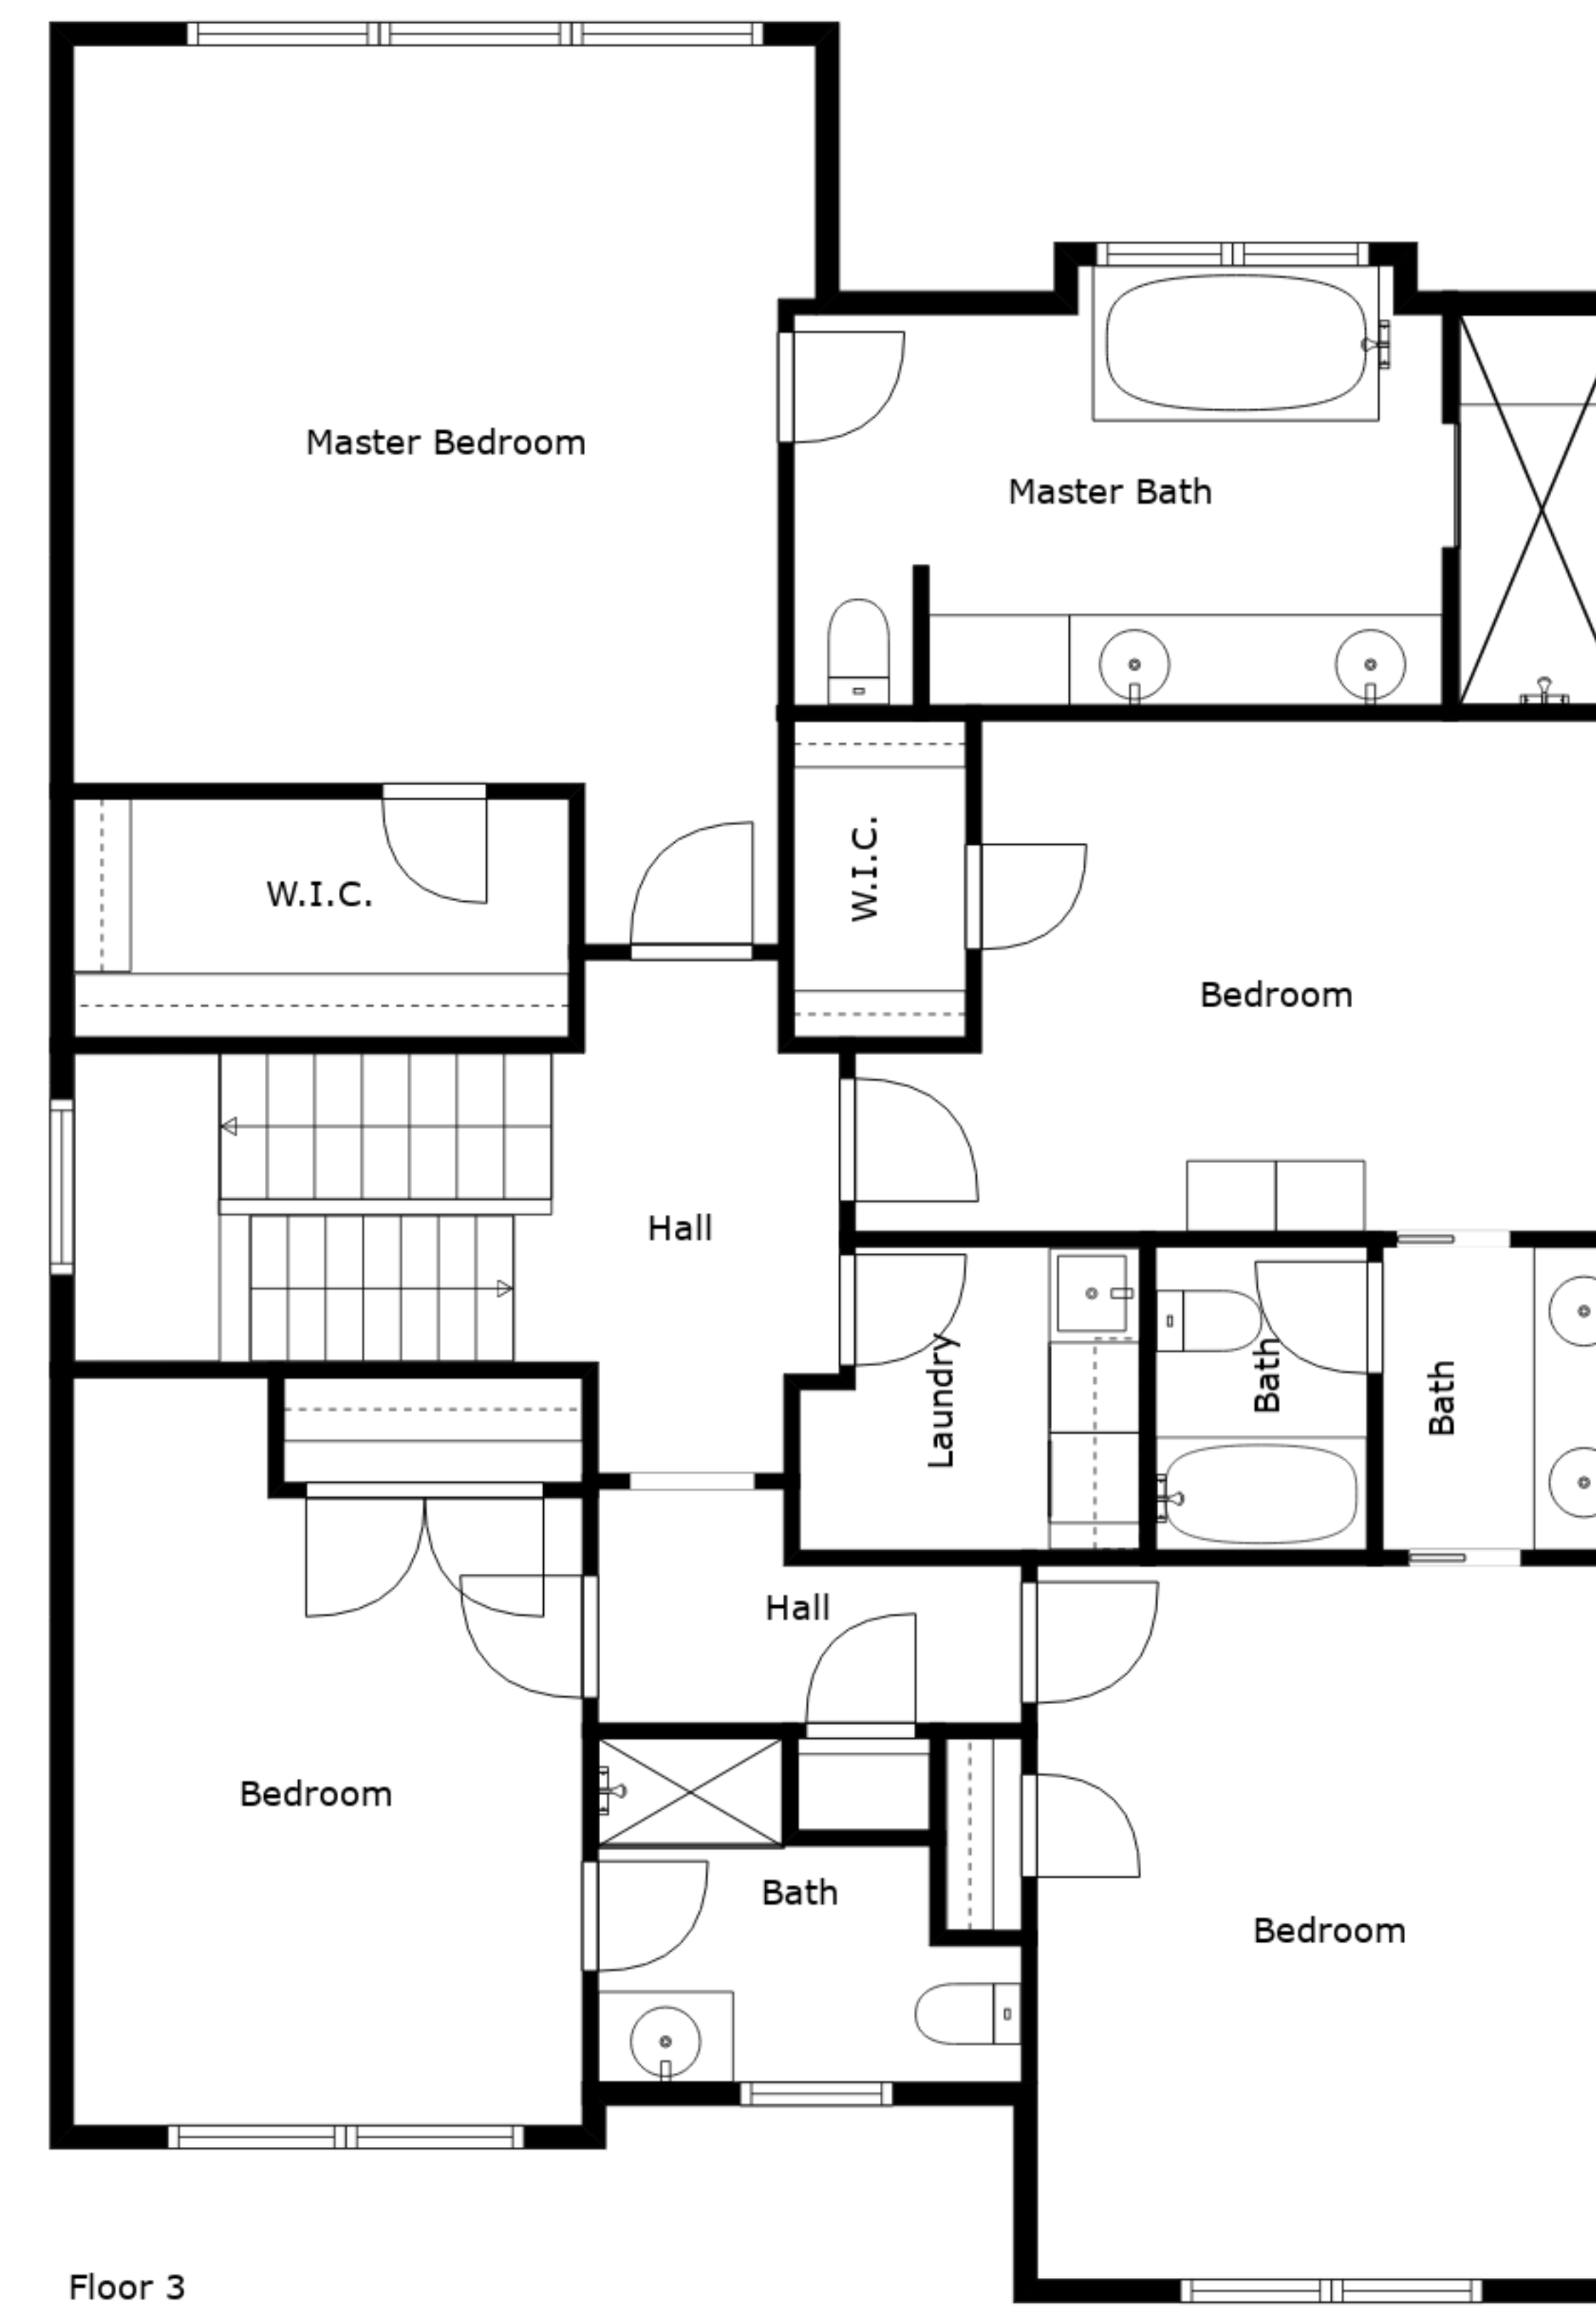 Master Bedroom
Master Bath
W.I.C.
W.I.C.
Bedroom
Hall
Laundry
Bath
Bath
Hall
Bedroom
Bath
Bedroom
Floor 3